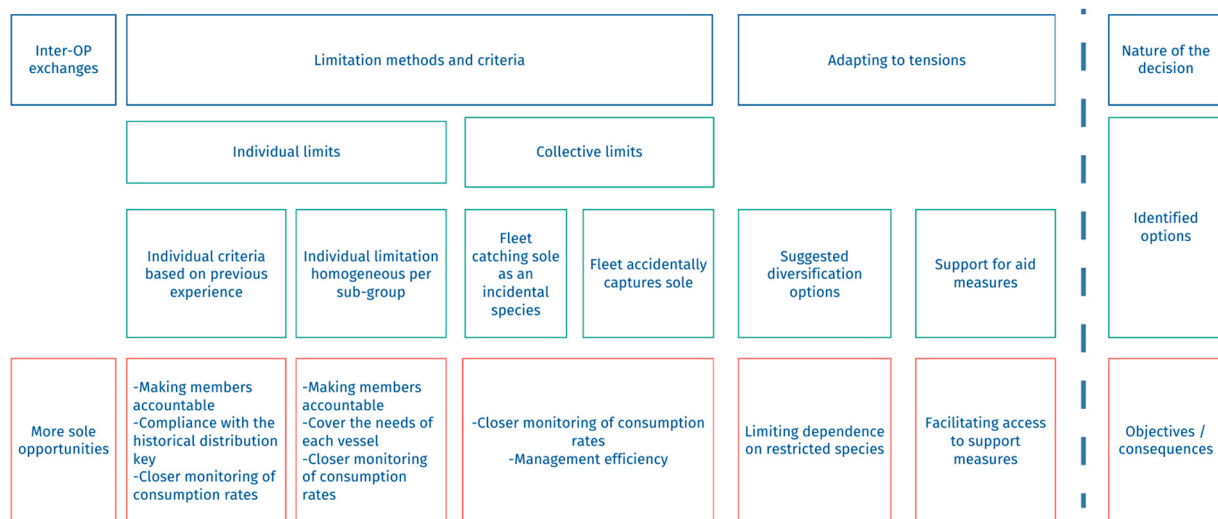 Inter-OP
exchanges
Limitation methods and criteria
Adapting to tensions
Nature of the
decision
Individual limits
Collective limits
Identified
options
Individual criteria
based on previous
experience
Individual limitation
homogeneous per
sub-group
Fleet
catching sole
as an
incidental
species
Fleet accidentally
captures sole
Suggested
diversification
options
Support for aid
measures
More sole
opportunities
-Making members
accountable
-Compliance with the
historical distribution
key
-Closer monitoring of
consumption rates
-Making members
accountable
-Cover the needs of
each vessel
-Closer monitoring
of consumption
rates
-Closer monitoring of consumption
rates
-Management efficiency
Limiting dependence
on restricted species
Facilitating access
to support
measures
Objectives /
consequences